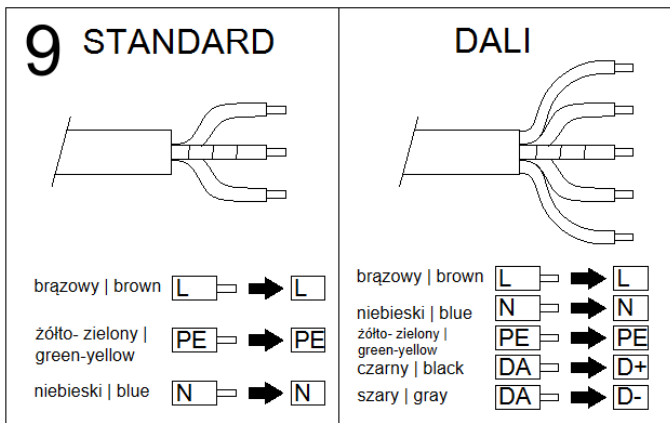 9 STANDARD
brązowy | brown L L
żółto- zielony |
green-yellow PE PE
niebieski | blue N N
DALI
brązowy | brown L L
niebieski | blue N N
żółto- zielony |
green-yellow PE PE
czarny | black DA D+
szary | gray DA D-